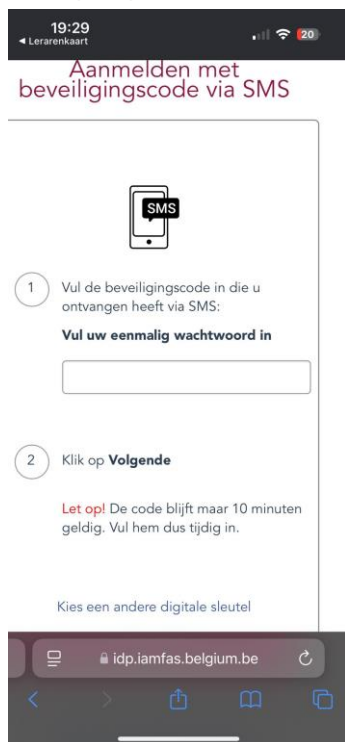 19:29
◀ Lerarenkaart
20
Aanmelden met
beveiligingscode via SMS
SMS
1
Vul de beveiligingscode in die u
ontvangen heeft via SMS:
Vul uw eenmalig wachtwoord in
2
Klik op Volgende
Let op! De code blijft maar 10 minuten
geldig. Vul hem dus tijdig in.
Kies een andere digitale sleutel
idp.iamfas.belgium.be